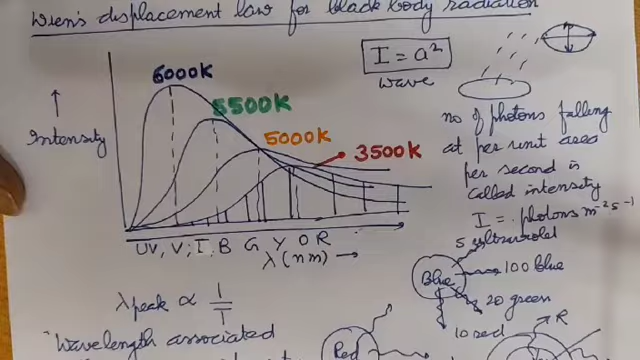 Wien's displacement law for black body radiation
6000K
5500K
5000K
3500K
↑
Intensity
UV, V, I, B G Y O R
λ (nm) →
I = a²
wave
no of photons falling
at per unit area
per second is
called intensity
I = photons m⁻² s⁻¹
5 ultraviolet
Blue
100 blue
20 green
10 red
λpeak ∝ 1/T
"Wavelength associated
Red
R